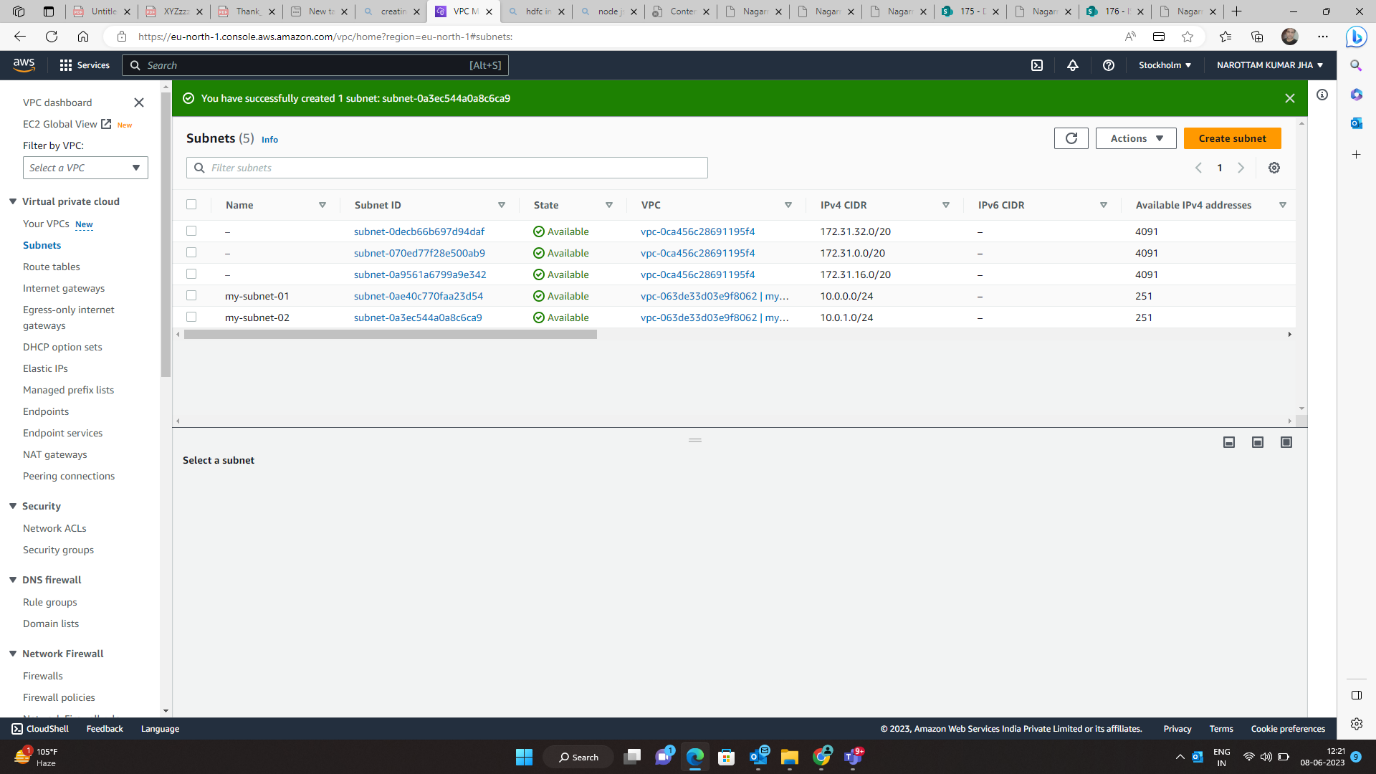 Untitle
XYZzz
Thank_
New ta
creatin
VPC M
hdfc in
node js
Conten
Nagarr
Nagarr
Nagarr
175 - D
Nagarr
176 - I
Nagarr
https://eu-north-1.console.aws.amazon.com/vpc/home?region=eu-north-1#subnets:
aws
Services
Search
[Alt+S]
Stockholm
NAROTTAM KUMAR JHA
VPC dashboard
EC2 Global View New
Filter by VPC:
Select a VPC
Virtual private cloud
Your VPCs New
Subnets
Route tables
Internet gateways
Egress-only internet
gateways
DHCP option sets
Elastic IPs
Managed prefix lists
Endpoints
Endpoint services
NAT gateways
Peering connections
Security
Network ACLs
Security groups
DNS firewall
Rule groups
Domain lists
Network Firewall
Firewalls
Firewall policies
You have successfully created 1 subnet: subnet-0a3ec544a0a8c6ca9
Subnets (5) Info
Actions
Create subnet
Filter subnets
1
Name Subnet ID State VPC IPv4 CIDR IPv6 CIDR Available IPv4 addresses
– subnet-0decb66b697d94daf Available vpc-0ca456c28691195f4 172.31.32.0/20 – 4091
– subnet-070ed77f28e500ab9 Available vpc-0ca456c28691195f4 172.31.0.0/20 – 4091
– subnet-0a9561a6799a9e342 Available vpc-0ca456c28691195f4 172.31.16.0/20 – 4091
my-subnet-01 subnet-0ae40c770faa23d54 Available vpc-063de33d03e9f8062 | my... 10.0.0.0/24 – 251
my-subnet-02 subnet-0a3ec544a0a8c6ca9 Available vpc-063de33d03e9f8062 | my... 10.0.1.0/24 – 251
Select a subnet
CloudShell
Feedback
Language
© 2023, Amazon Web Services India Private Limited or its affiliates.
Privacy
Terms
Cookie preferences
1
105°F
Haze
Search
1
9+
ENG
IN
12:21
08-06-2023
9